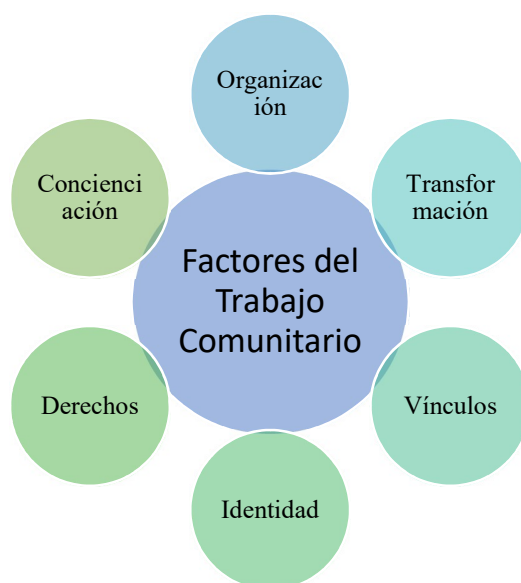 Organizac
ión
Transfor
mación
Vínculos
Identidad
Derechos
Concienci
ación
Factores del
Trabajo
Comunitario